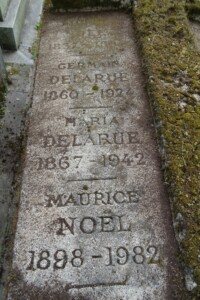 GERMAIN
DELARUE
1860-1924
MARIA
DELARUE
1867-1942
MAURICE
NOËL
1898-1982